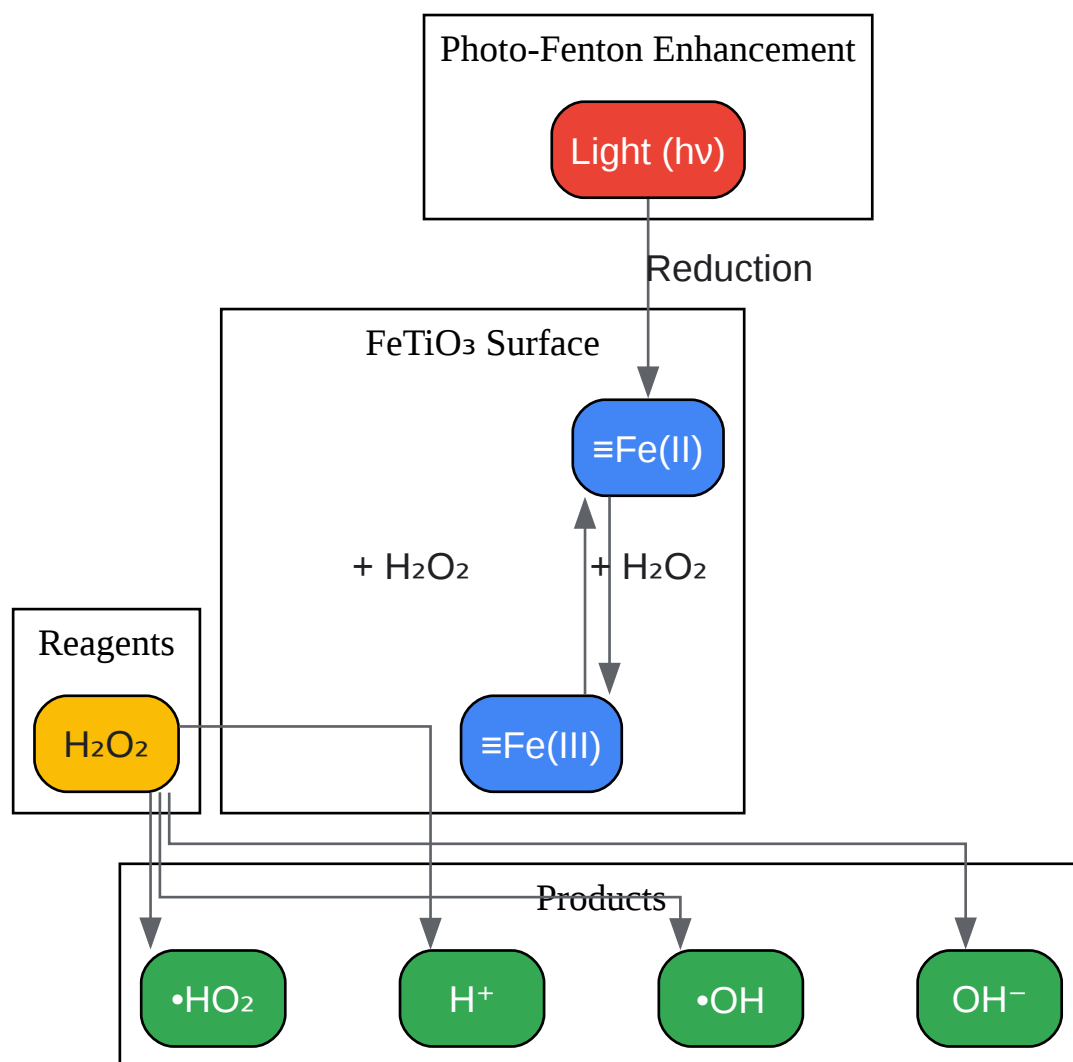 Photo-Fenton Enhancement
Light (hν)
Reduction
FeTiO₃ Surface
≡Fe(II)
+ H₂O₂
+ H₂O₂
Reagents
H₂O₂
≡Fe(III)
Products
•HO₂
H⁺
•OH
OH⁻